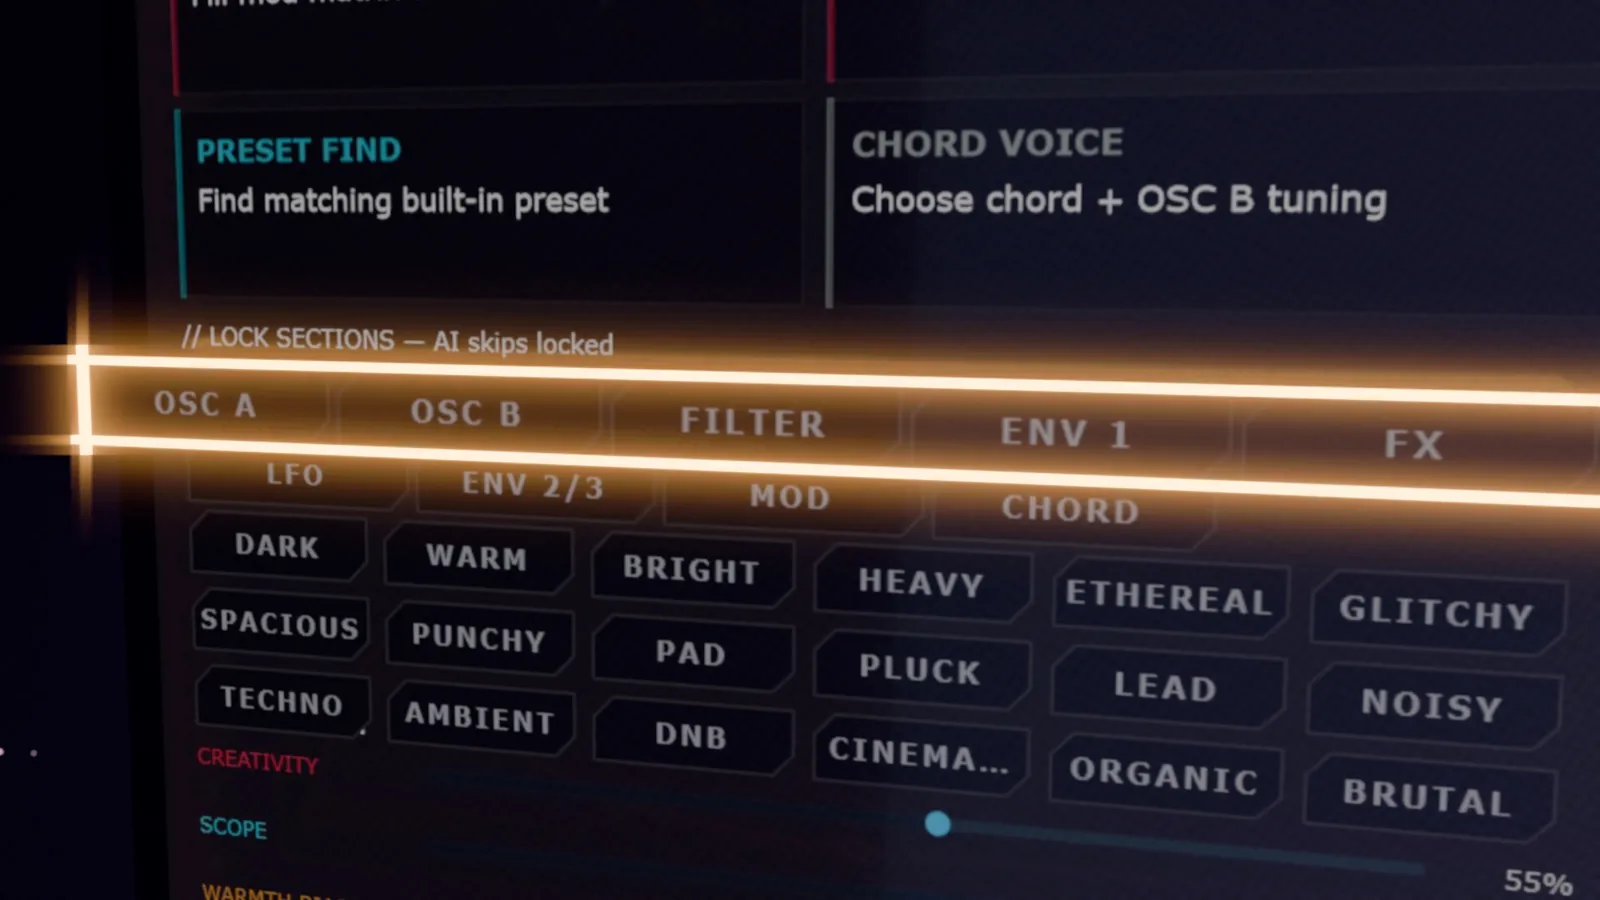 PRESET FIND
Find matching built-in preset
CHORD VOICE
Choose chord + OSC B tuning
// LOCK SECTIONS — AI skips locked
OSC A OSC B FILTER ENV 1 FX
LFO ENV 2/3 MOD CHORD
DARK WARM BRIGHT HEAVY ETHEREAL GLITCHY
SPACIOUS PUNCHY PAD PLUCK LEAD NOISY
TECHNO AMBIENT DNB CINEMA... ORGANIC BRUTAL
CREATIVITY
55%
SCOPE
WARMTH